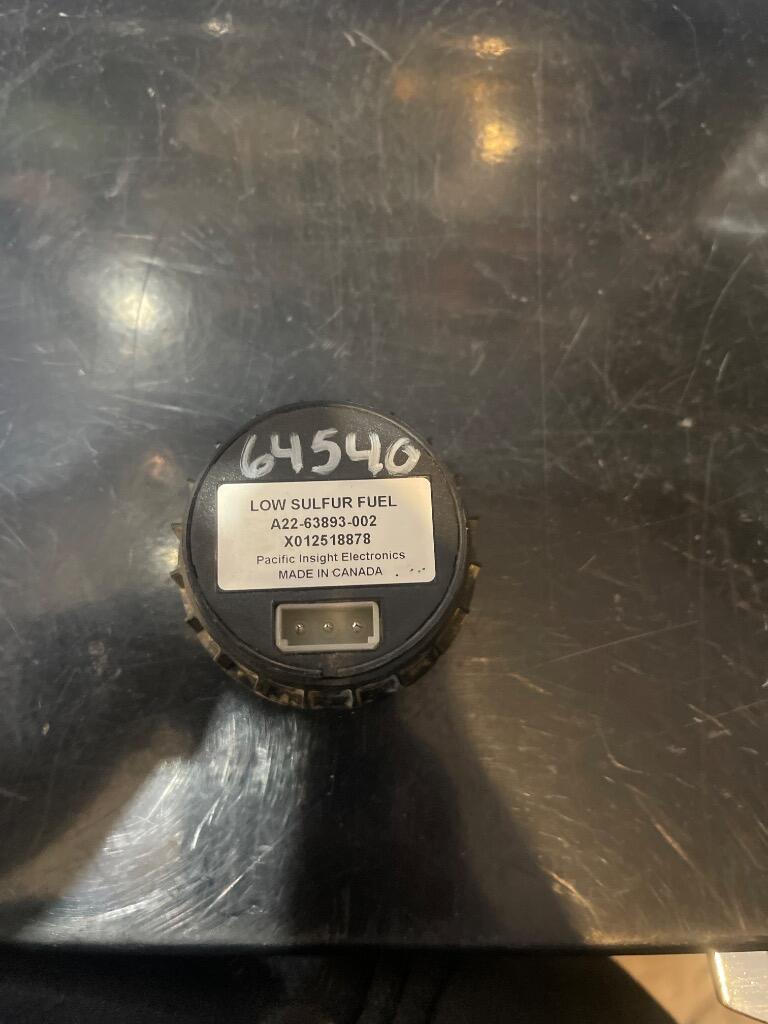 64540
LOW SULFUR FUEL
A22-63893-002
X012518878
Pacific Insight Electronics
MADE IN CANADA